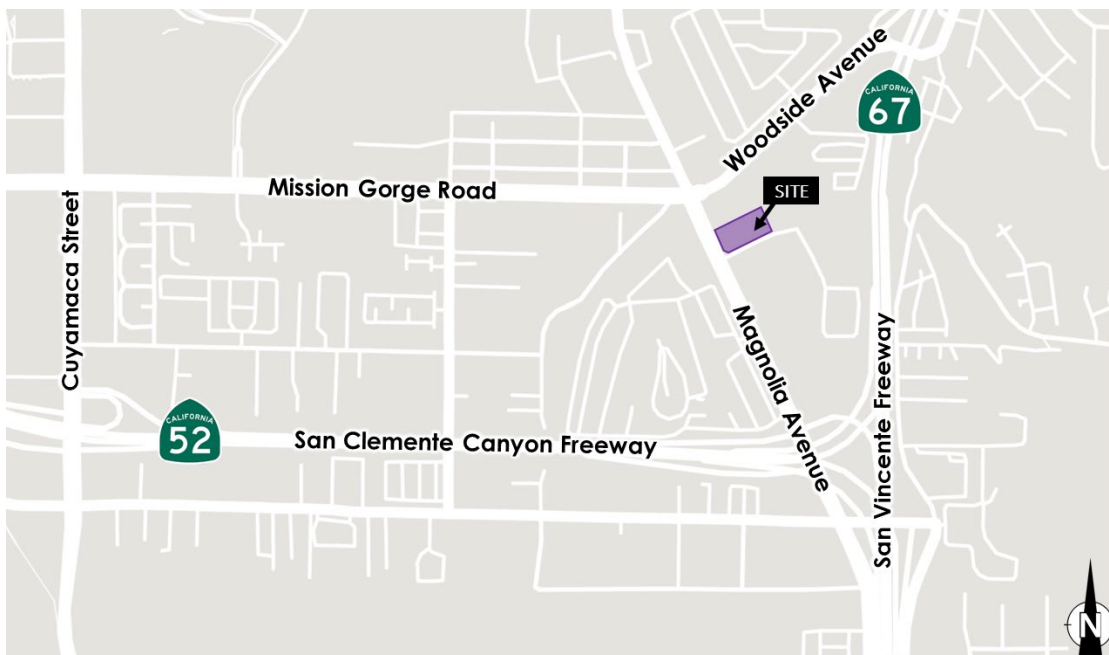 Woodside Avenue
CALIFORNIA
67
Mission Gorge Road
SITE
Cuyamaca Street
Magnolia Avenue
San Vincente Freeway
CALIFORNIA
52
San Clemente Canyon Freeway
N